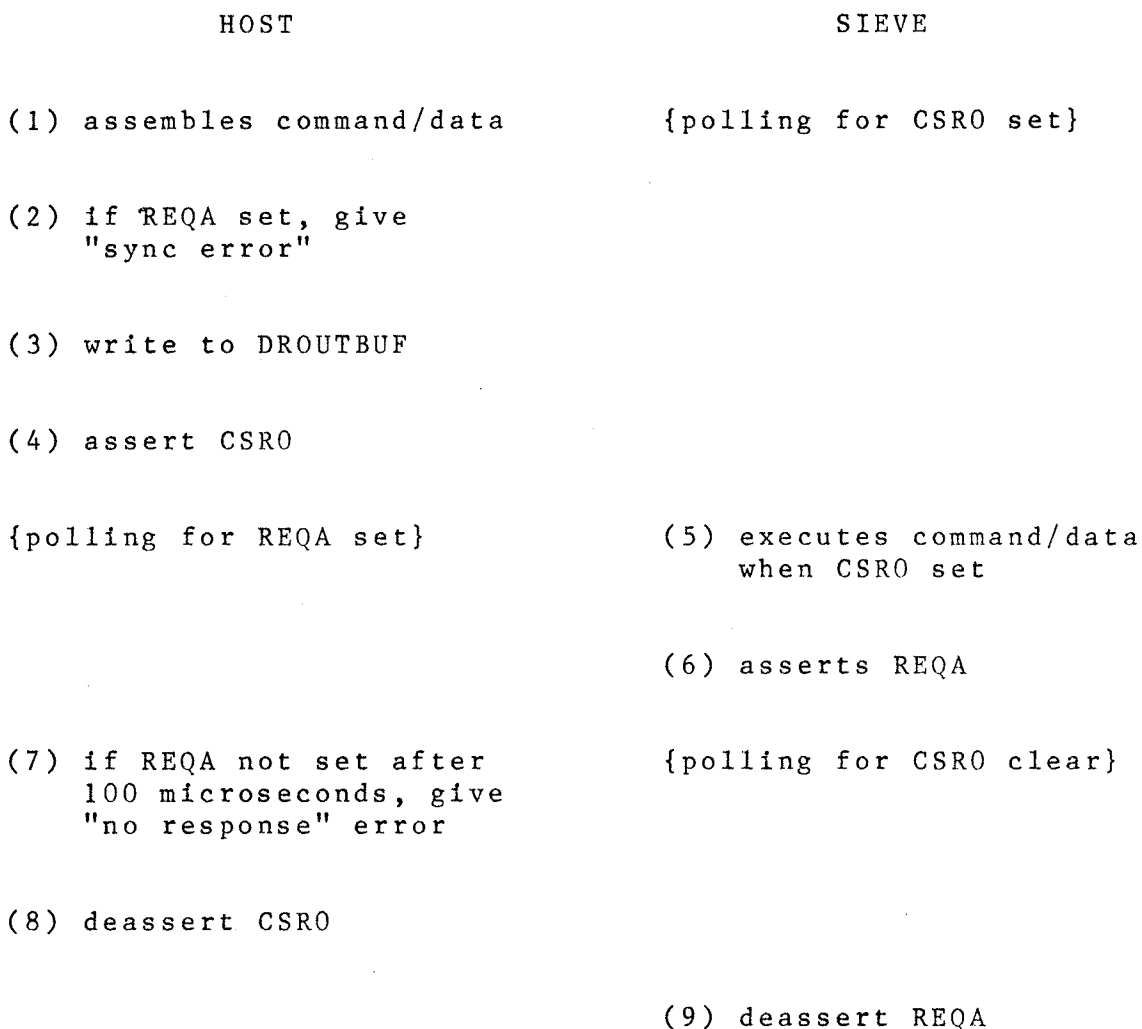 HOST SIEVE
(1) assembles command/data {polling for CSR0 set}
(2) if REQA set, give
"sync error"
(3) write to DROUTBUF
(4) assert CSR0
{polling for REQA set} (5) executes command/data
when CSR0 set
(6) asserts REQA
(7) if REQA not set after {polling for CSR0 clear}
100 microseconds, give
"no response" error
(8) deassert CSR0
(9) deassert REQA